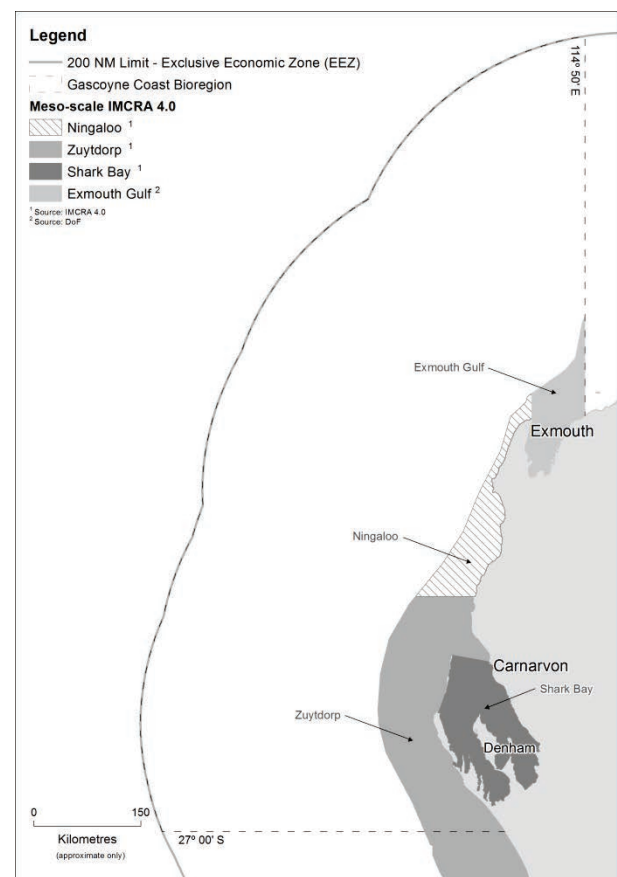 Legend
200 NM Limit - Exclusive Economic Zone (EEZ)
Gascoyne Coast Bioregion
Meso-scale IMCRA 4.0
Ningaloo 1
Zuytdorp 1
Shark Bay 1
Exmouth Gulf 2
1 Source: IMCRA 4.0
2 Source: DoF
114° 50' E
Exmouth Gulf
Exmouth
Ningaloo
Carnarvon
Shark Bay
Zuytdorp
Denham
0 150
Kilometres
(approximate only)
27° 00' S